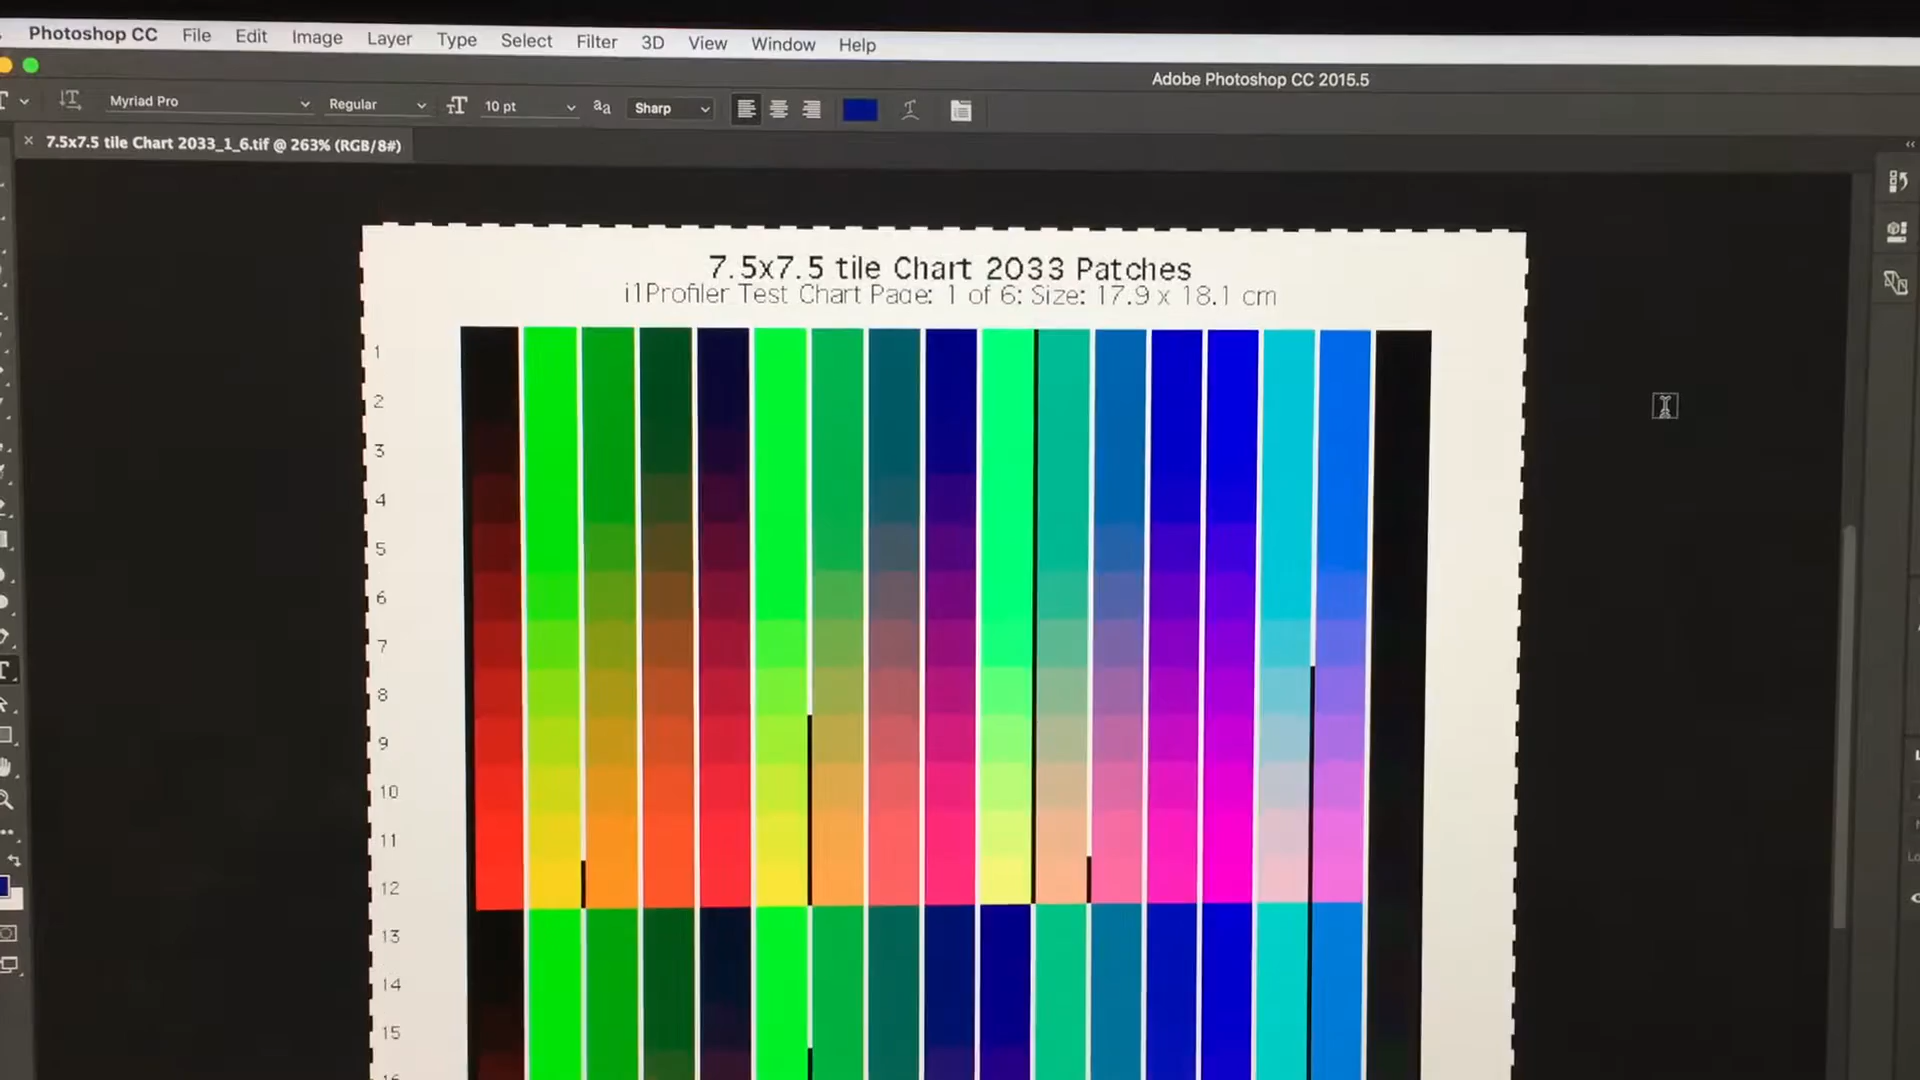 Photoshop CC File Edit Image Layer Type Select Filter 3D View Window Help
Adobe Photoshop CC 2015.5
Myriad Pro Regular 10 pt aa Sharp
7.5x7.5 tile Chart 2033_1_6.tif @ 263% (RGB/8#)
7.5x7.5 tile Chart 2033 Patches
i1Profiler Test Chart Page: 1 of 6: Size: 17.9 x 18.1 cm
1
2
3
4
5
6
7
8
9
10
11
12
13
14
15